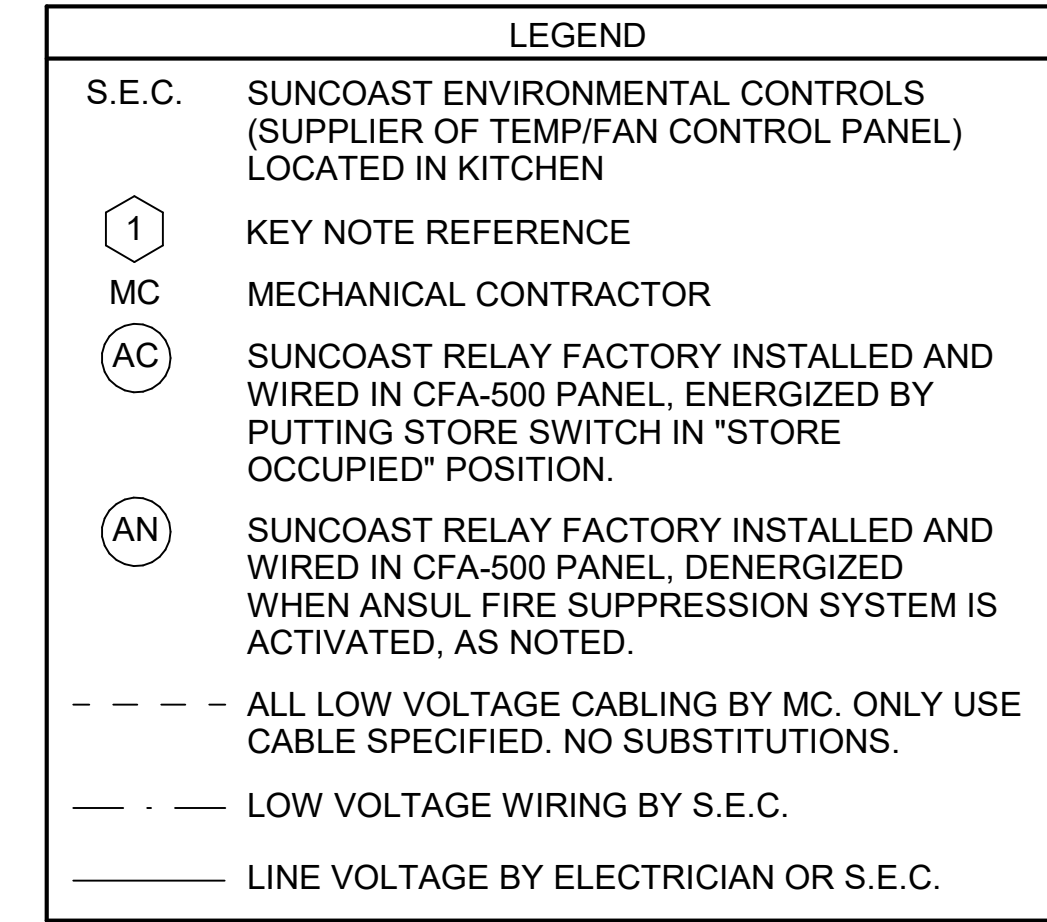 LEGEND
S.E.C. SUNCOAST ENVIRONMENTAL CONTROLS
(SUPPLIER OF TEMP/FAN CONTROL PANEL)
LOCATED IN KITCHEN
1 KEY NOTE REFERENCE
MC MECHANICAL CONTRACTOR
AC SUNCOAST RELAY FACTORY INSTALLED AND
WIRED IN CFA-500 PANEL, ENERGIZED BY
PUTTING STORE SWITCH IN "STORE
OCCUPIED" POSITION.
AN SUNCOAST RELAY FACTORY INSTALLED AND
WIRED IN CFA-500 PANEL, DENERGIZED
WHEN ANSUL FIRE SUPPRESSION SYSTEM IS
ACTIVATED, AS NOTED.
ALL LOW VOLTAGE CABLING BY MC. ONLY USE
CABLE SPECIFIED. NO SUBSTITUTIONS.
LOW VOLTAGE WIRING BY S.E.C.
LINE VOLTAGE BY ELECTRICIAN OR S.E.C.